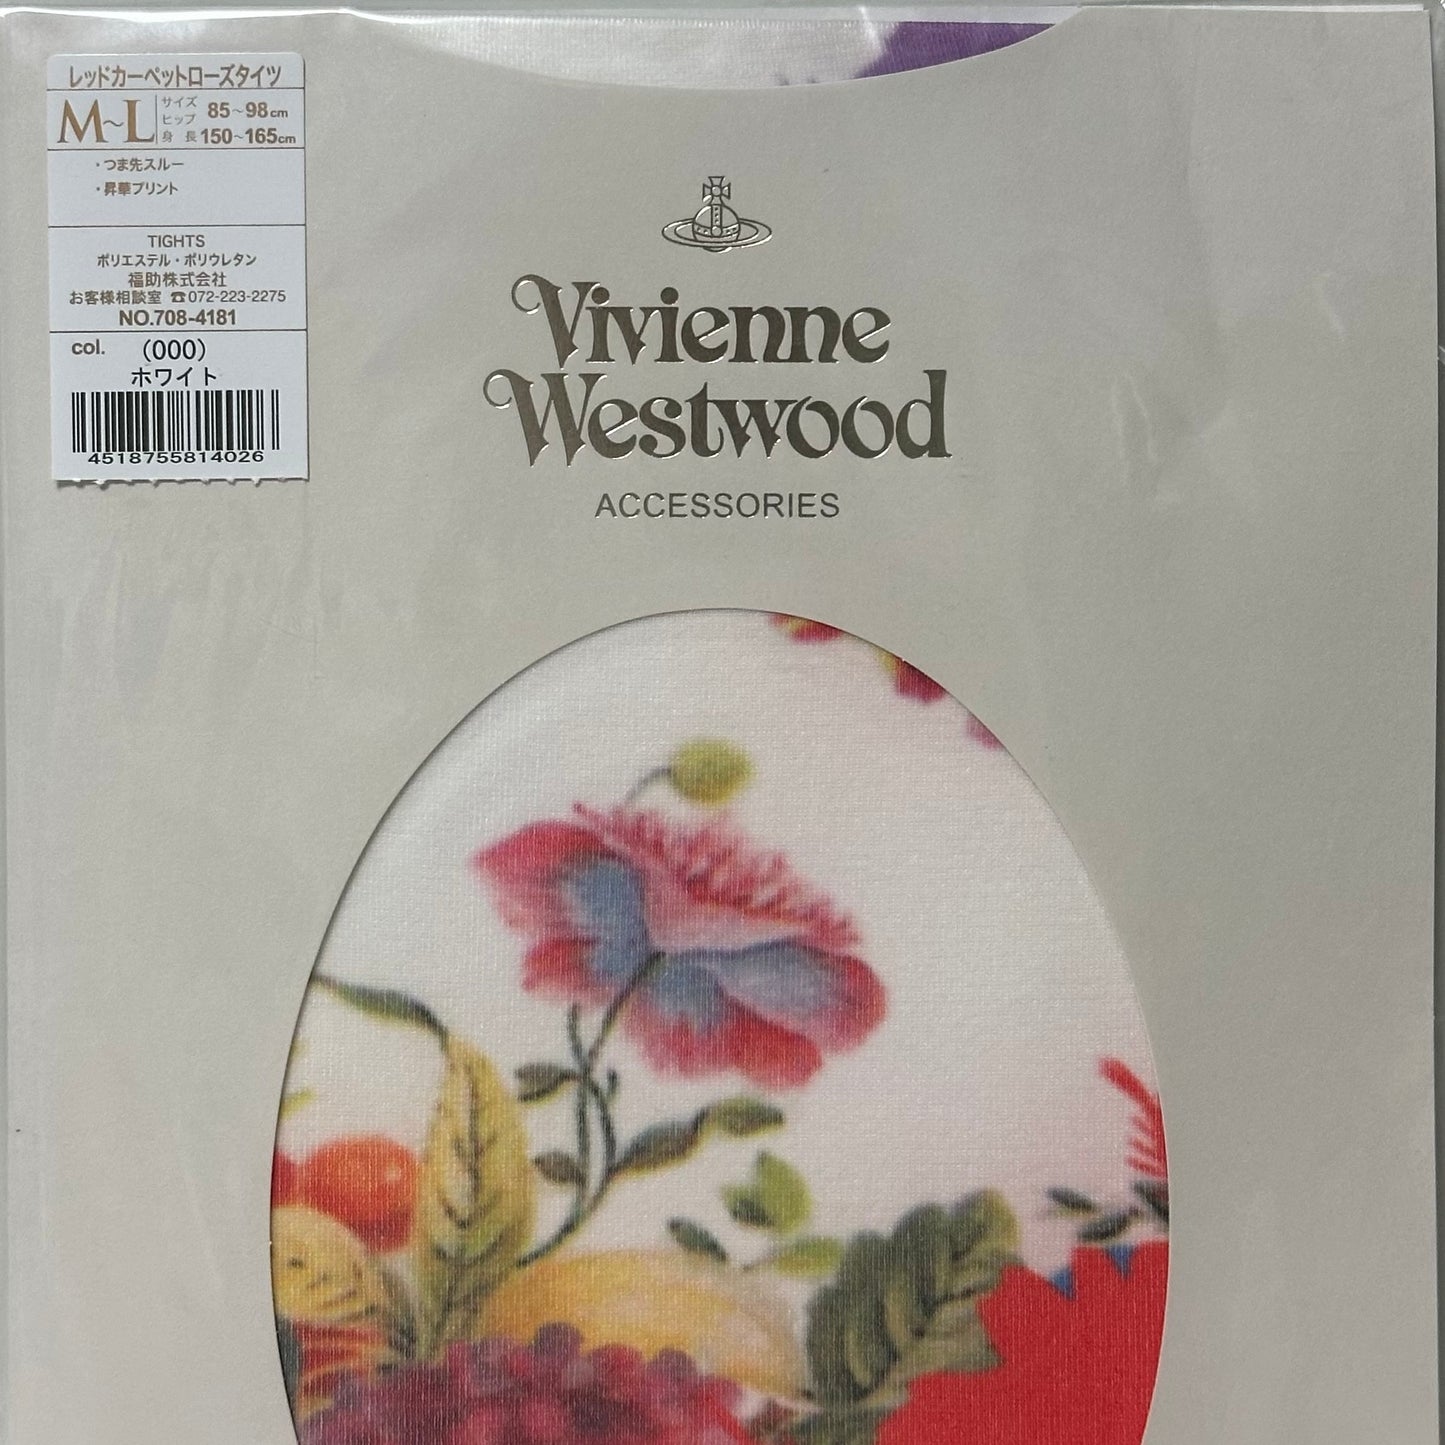 レッドカーペットローズタイツ
M~L サイズ
ヒップ 85~98cm
身長 150~165cm
・つま先スルー
・昇華プリント
TIGHTS
ポリエステル・ポリウレタン
福助株式会社
お客様相談室 ☎072-223-2275
NO.708-4181
col. (000)
ホワイト
4518755814026
Vivienne
Westwood
ACCESSORIES